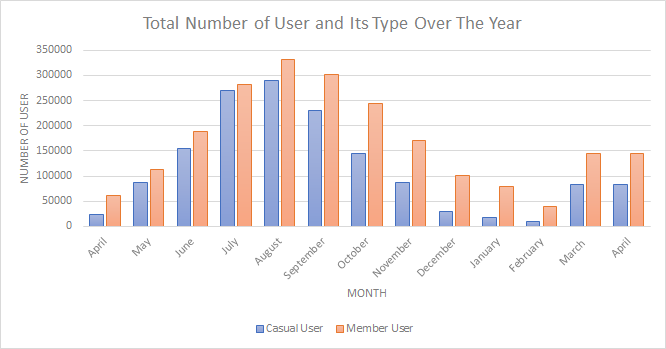 Total Number of User and Its Type Over The Year
NUMBER OF USER
350000
300000
250000
200000
150000
100000
50000
0
April
May
June
July
August
September
October
November
December
January
February
March
April
MONTH
Casual User
Member User